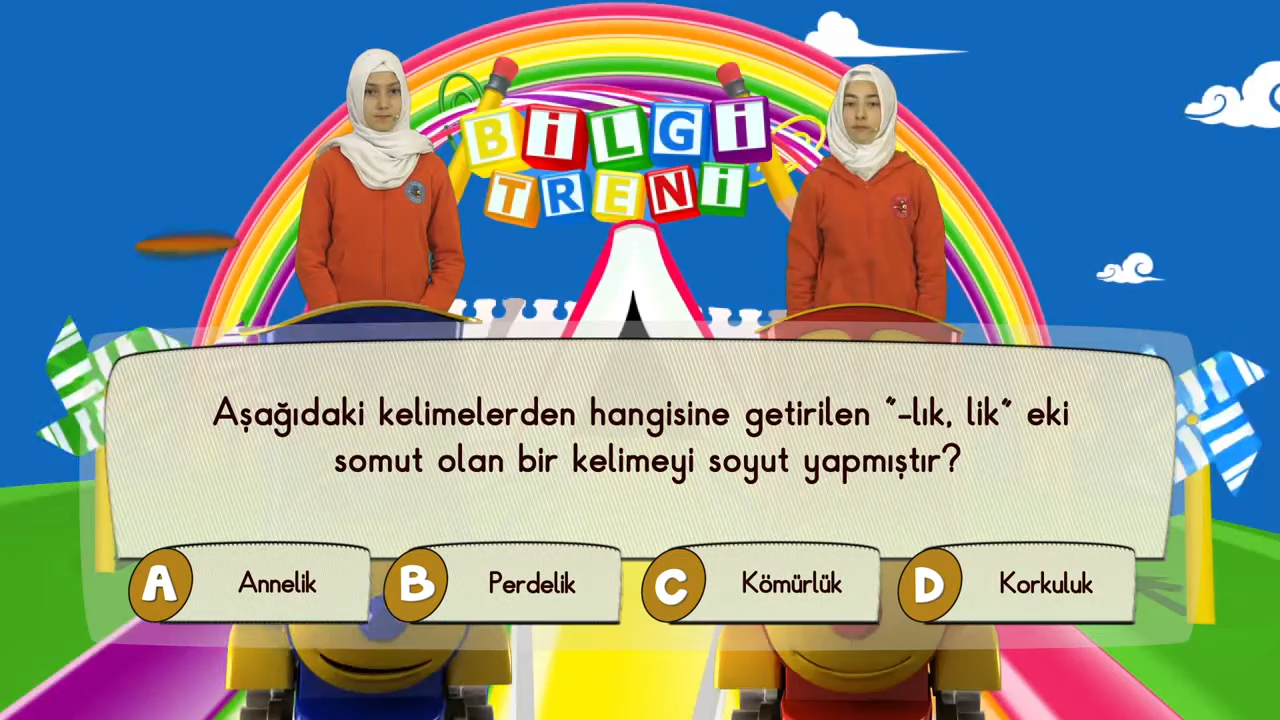 BİLGİ
TRENİ
Aşağıdaki kelimelerden hangisine getirilen "-lık, lik" eki
somut olan bir kelimeyi soyut yapmıştır?
A Annelik
B Perdelik
C Kömürlük
D Korkuluk